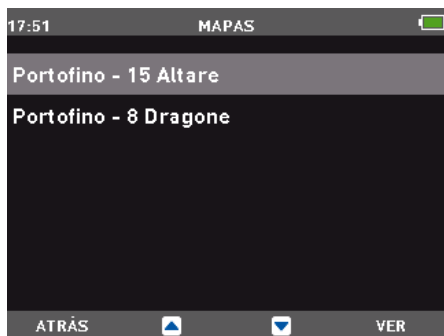 17:51 MAPAS
Portofino - 15 Altare
Portofino - 8 Dragone
ATRÁS VER